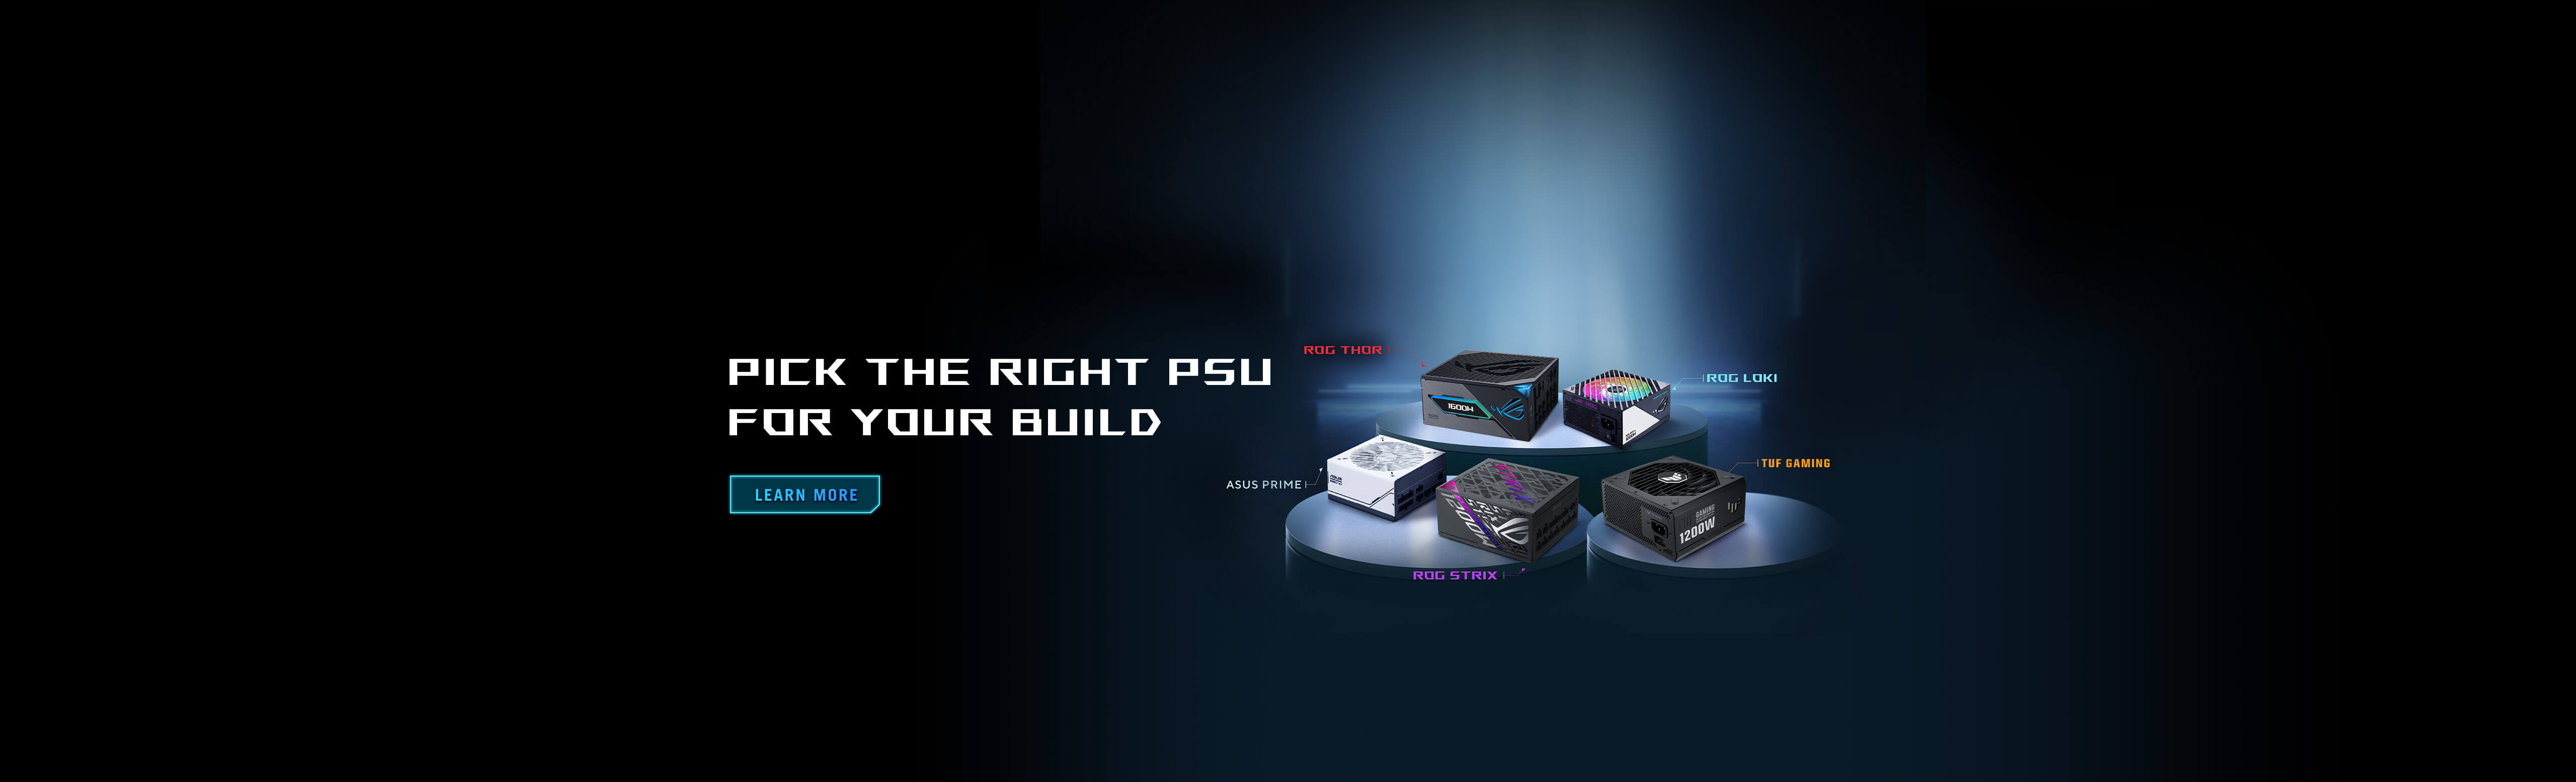 PICK THE RIGHT PSU
FOR YOUR BUILD
LEARN MORE
ROG THOR
1600W
ROG LOKI
ASUS PRIME
TUF GAMING
GAMING
1200W
ROG STRIX